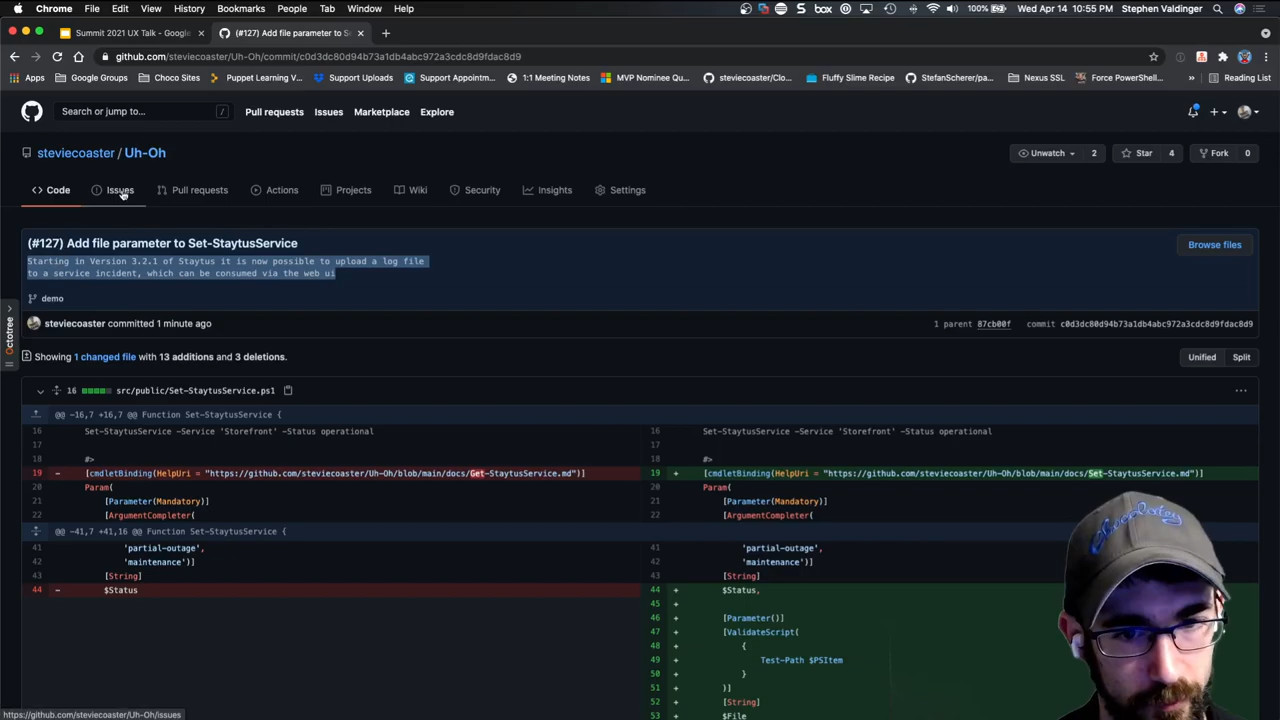 Chrome File Edit View History Bookmarks People Tab Window Help box 100% Wed Apr 14 10:55 PM Stephen Valdinger
Summit 2021 UX Talk - Google (#127) Add file parameter to S
github.com/steviecoaster/Uh-Oh/commit/c0d3dc80d94b73a1db4abc972a3cdc8d9fdac8d9
Apps Google Groups Choco Sites Puppet Learning V... Support Uploads Support Appointm... 1:1 Meeting Notes MVP Nominee Qu... steviecoaster/Clo... Fluffy Slime Recipe StefanScherer/pa... Nexus SSL Force PowerShell... » Reading List
Search or jump to... / Pull requests Issues Marketplace Explore
steviecoaster / Uh-Oh Unwatch 2 Star 4 Fork 0
Code Issues Pull requests Actions Projects Wiki Security Insights Settings
(#127) Add file parameter to Set-StaytusService Browse files
Starting in Version 3.2.1 of Staytus it is now possible to upload a log file
to a service incident, which can be consumed via the web ui
demo
Octotree
steviecoaster committed 1 minute ago 1 parent 87cb00f commit c0d3dc80d94b73a1db4abc972a3cdc8d9fdac8d9
Showing 1 changed file with 13 additions and 3 deletions. Unified Split
16 src/public/Set-StaytusService.ps1 ...
@@ -16,7 +16,7 @@ Function Set-StaytusService {
16 Set-StaytusService -Service 'Storefront' -Status operational 16 Set-StaytusService -Service 'Storefront' -Status operational
17 17
18 #> 18 #>
19 - [cmdletBinding(HelpUri = "https://github.com/steviecoaster/Uh-Oh/blob/main/docs/Get-StaytusService.md")] 19 + [cmdletBinding(HelpUri = "https://github.com/steviecoaster/Uh-Oh/blob/main/docs/Set-StaytusService.md")]
20 Param( 20 Param(
21 [Parameter(Mandatory)] 21 [Parameter(Mandatory)]
22 [ArgumentCompleter( 22 [ArgumentCompleter(
@@ -41,7 +41,16 @@ Function Set-StaytusService {
41 'partial-outage', 41 'partial-outage',
42 'maintenance')] 42 'maintenance')]
43 [String] 43 [String]
44 - $Status 44 + $Status,
45 +
46 + [Parameter()]
47 + [ValidateScript(
48 + {
49 + Test-Path $PSItem
50 + }
51 + )]
52 + [String]
53 + $File
https://github.com/steviecoaster/Uh-Oh/issues
Chocolatey